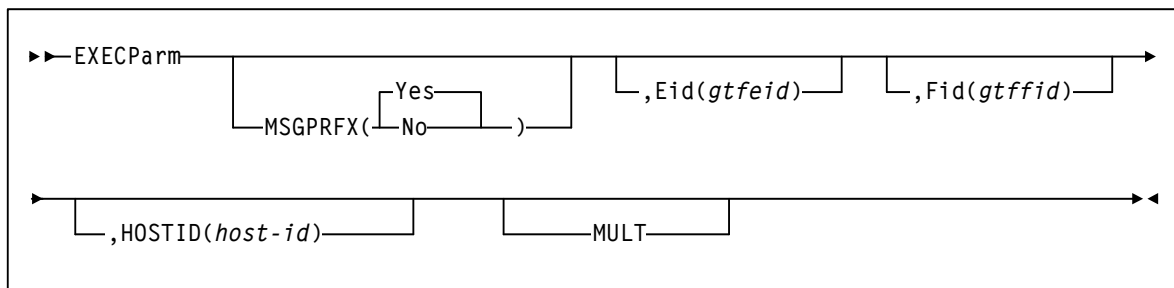 EXECParm
MSGPRFX( Yes
No )
,Eid(gtfeid)
,Fid(gtffid)
,HOSTID(host-id)
MULT